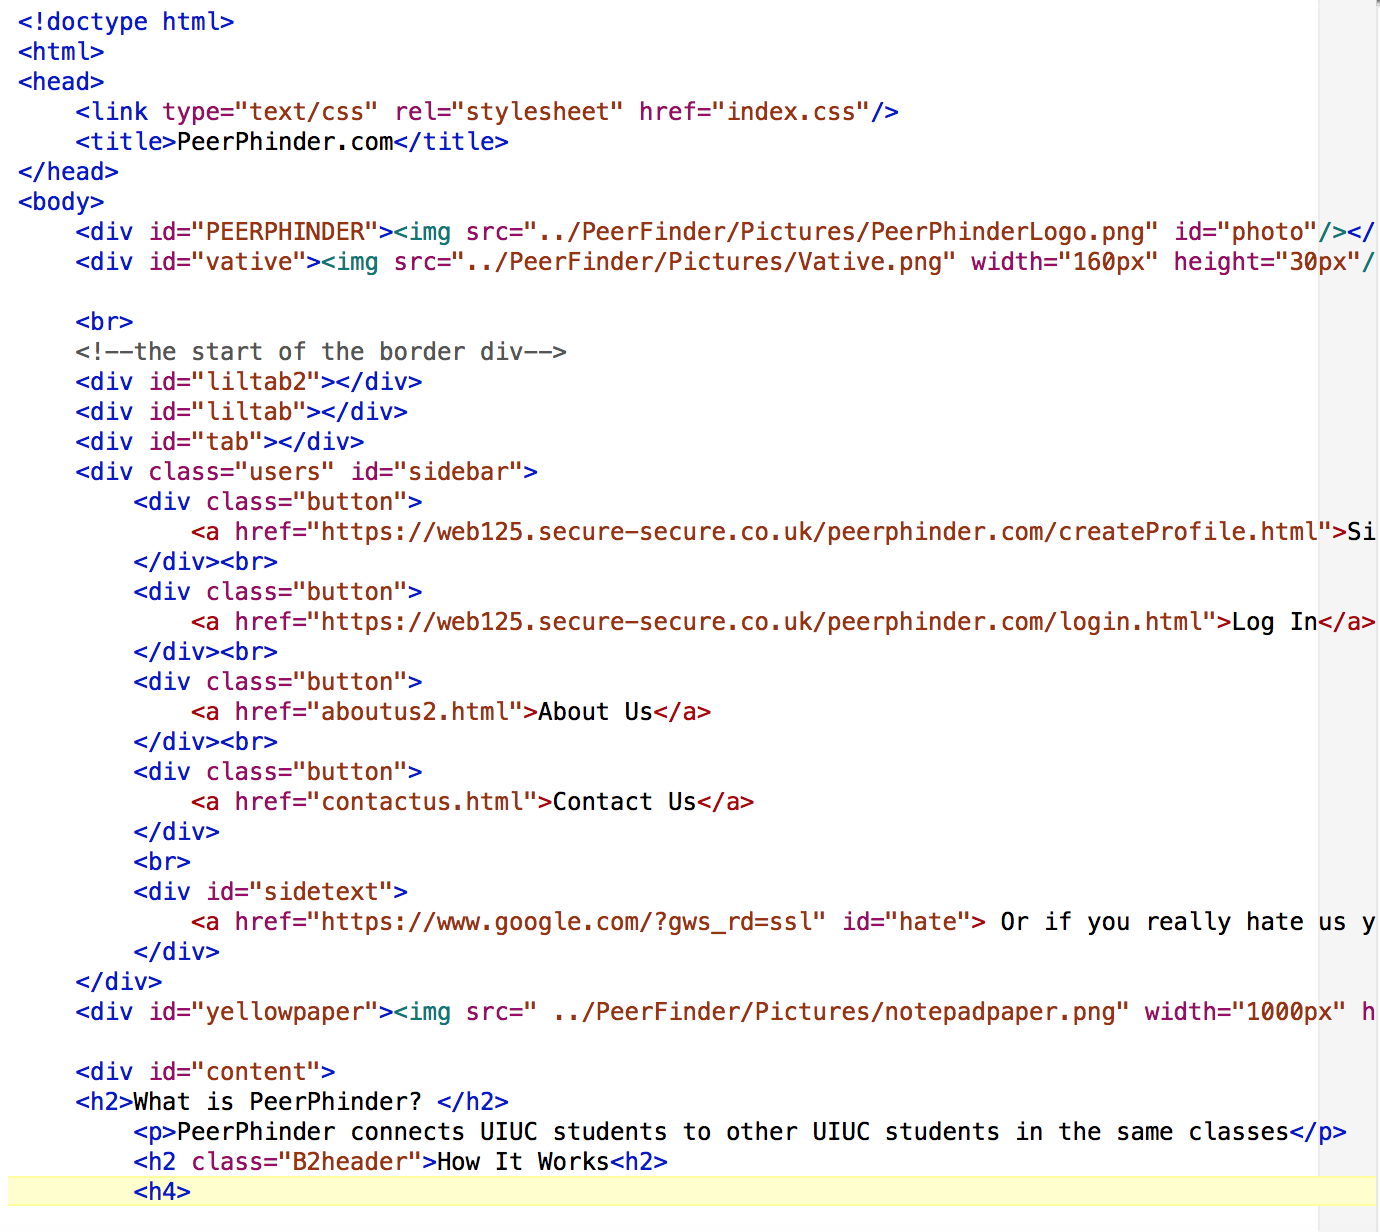 <!doctype html>
<html>
<head>
    <link type="text/css" rel="stylesheet" href="index.css"/>
    <title>PeerPhinder.com</title>
</head>
<body>
    <div id="PEERPHINDER"><img src="../PeerFinder/Pictures/PeerPhinderLogo.png" id="photo"/></
    <div id="vative"><img src="../PeerFinder/Pictures/Vative.png" width="160px" height="30px"/

    <br>
    <!--the start of the border div-->
    <div id="liltab2"></div>
    <div id="liltab"></div>
    <div id="tab"></div>
    <div class="users" id="sidebar">
        <div class="button">
            <a href="https://web125.secure-secure.co.uk/peerphinder.com/createProfile.html">Si
        </div><br>
        <div class="button">
            <a href="https://web125.secure-secure.co.uk/peerphinder.com/login.html">Log In</a>
        </div><br>
        <div class="button">
            <a href="aboutus2.html">About Us</a>
        </div><br>
        <div class="button">
            <a href="contactus.html">Contact Us</a>
        </div>
        <br>
        <div id="sidetext">
            <a href="https://www.google.com/?gws_rd=ssl" id="hate"> Or if you really hate us y
        </div>
    </div>
    <div id="yellowpaper"><img src=" ../PeerFinder/Pictures/notepadpaper.png" width="1000px" h

    <div id="content">
    <h2>What is PeerPhinder? </h2>
        <p>PeerPhinder connects UIUC students to other UIUC students in the same classes</p>
        <h2 class="B2header">How It Works<h2>
        <h4>